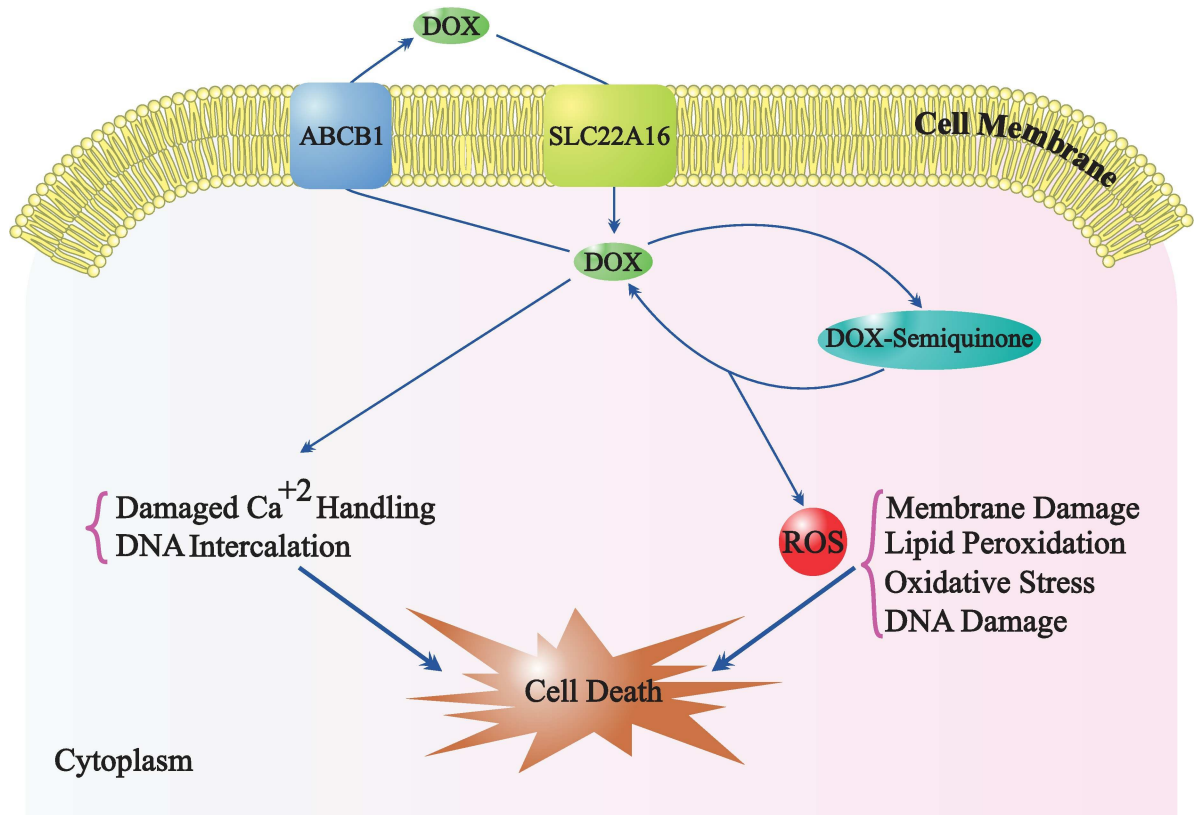 DOX
ABCB1
SLC22A16
Cell Membrane
DOX
DOX-Semiquinone
Damaged Ca+2 Handling
DNA Intercalation
ROS
Membrane Damage
Lipid Peroxidation
Oxidative Stress
DNA Damage
Cell Death
Cytoplasm